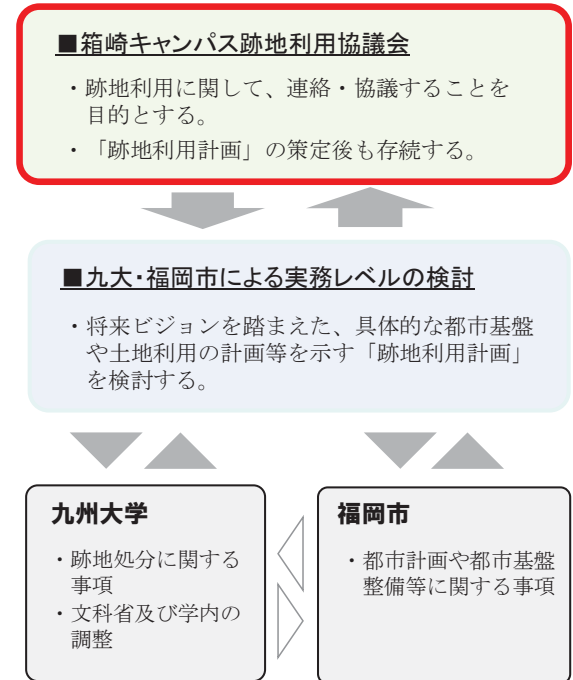 ■箱崎キャンパス跡地利用協議会
・跡地利用に関して、連絡・協議することを
目的とする。
・「跡地利用計画」の策定後も存続する。
■九大・福岡市による実務レベルの検討
・将来ビジョンを踏まえた、具体的な都市基盤
や土地利用の計画等を示す「跡地利用計画」
を検討する。
九州大学
・跡地処分に関する
事項
・文科省及び学内の
調整
福岡市
・都市計画や都市基盤
整備等に関する事項